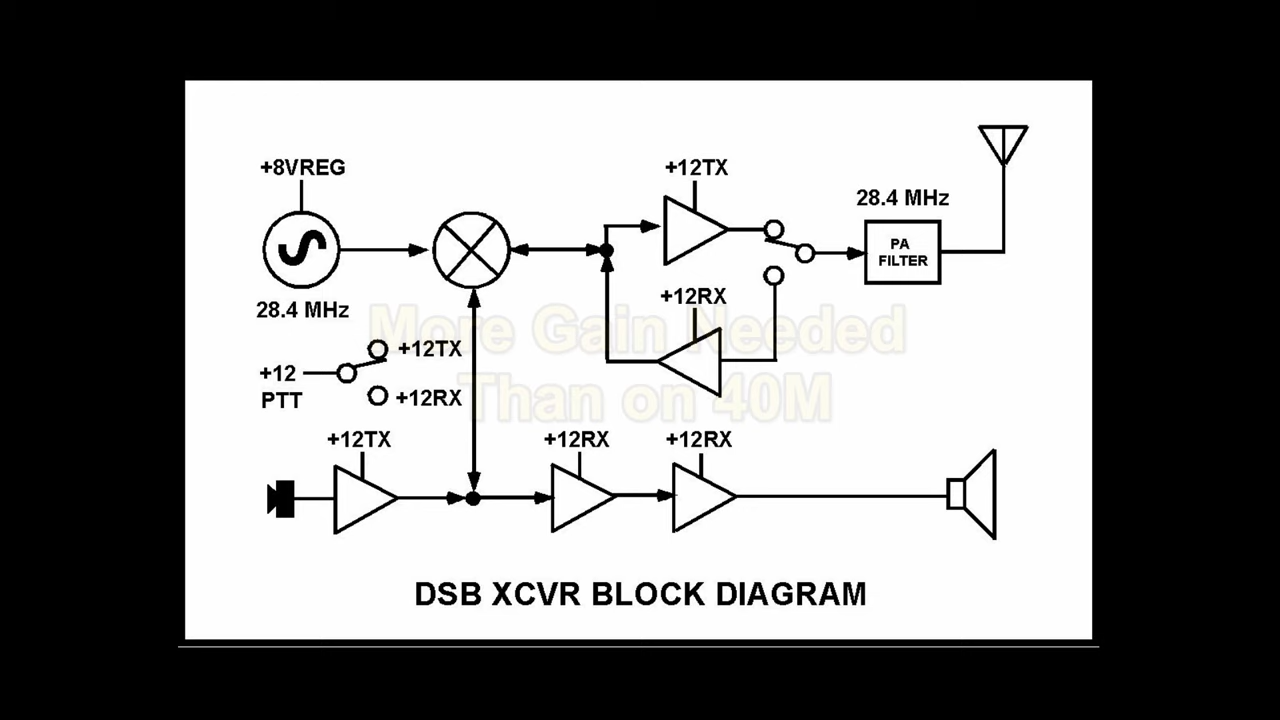 +8VREG
+12TX
28.4 MHz
PA
FILTER
28.4 MHz
+12RX
More Gain Needed
+12TX
+12
PTT
+12RX
Than on 40M
+12TX
+12RX
+12RX
DSB XCVR BLOCK DIAGRAM